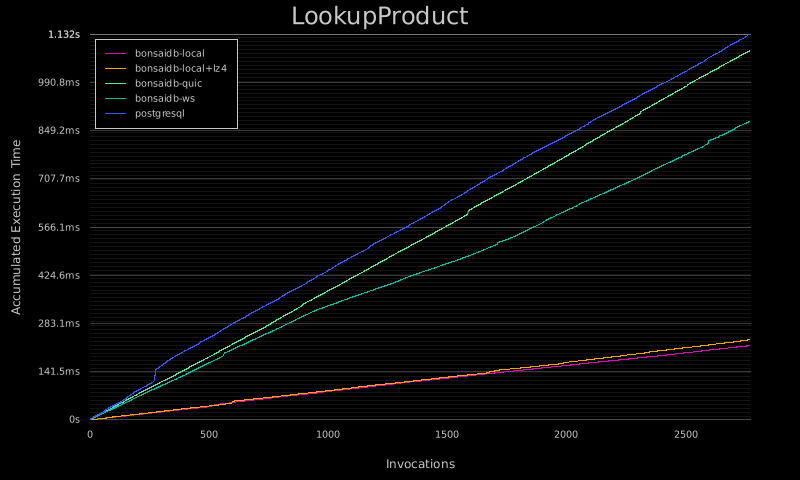 LookupProduct
1.132s
990.8ms
849.2ms
707.7ms
566.1ms
424.6ms
283.1ms
141.5ms
0s
Accumulated Execution Time
bonsaidb-local
bonsaidb-local+lz4
bonsaidb-quic
bonsaidb-ws
postgresql
0 500 1000 1500 2000 2500
Invocations